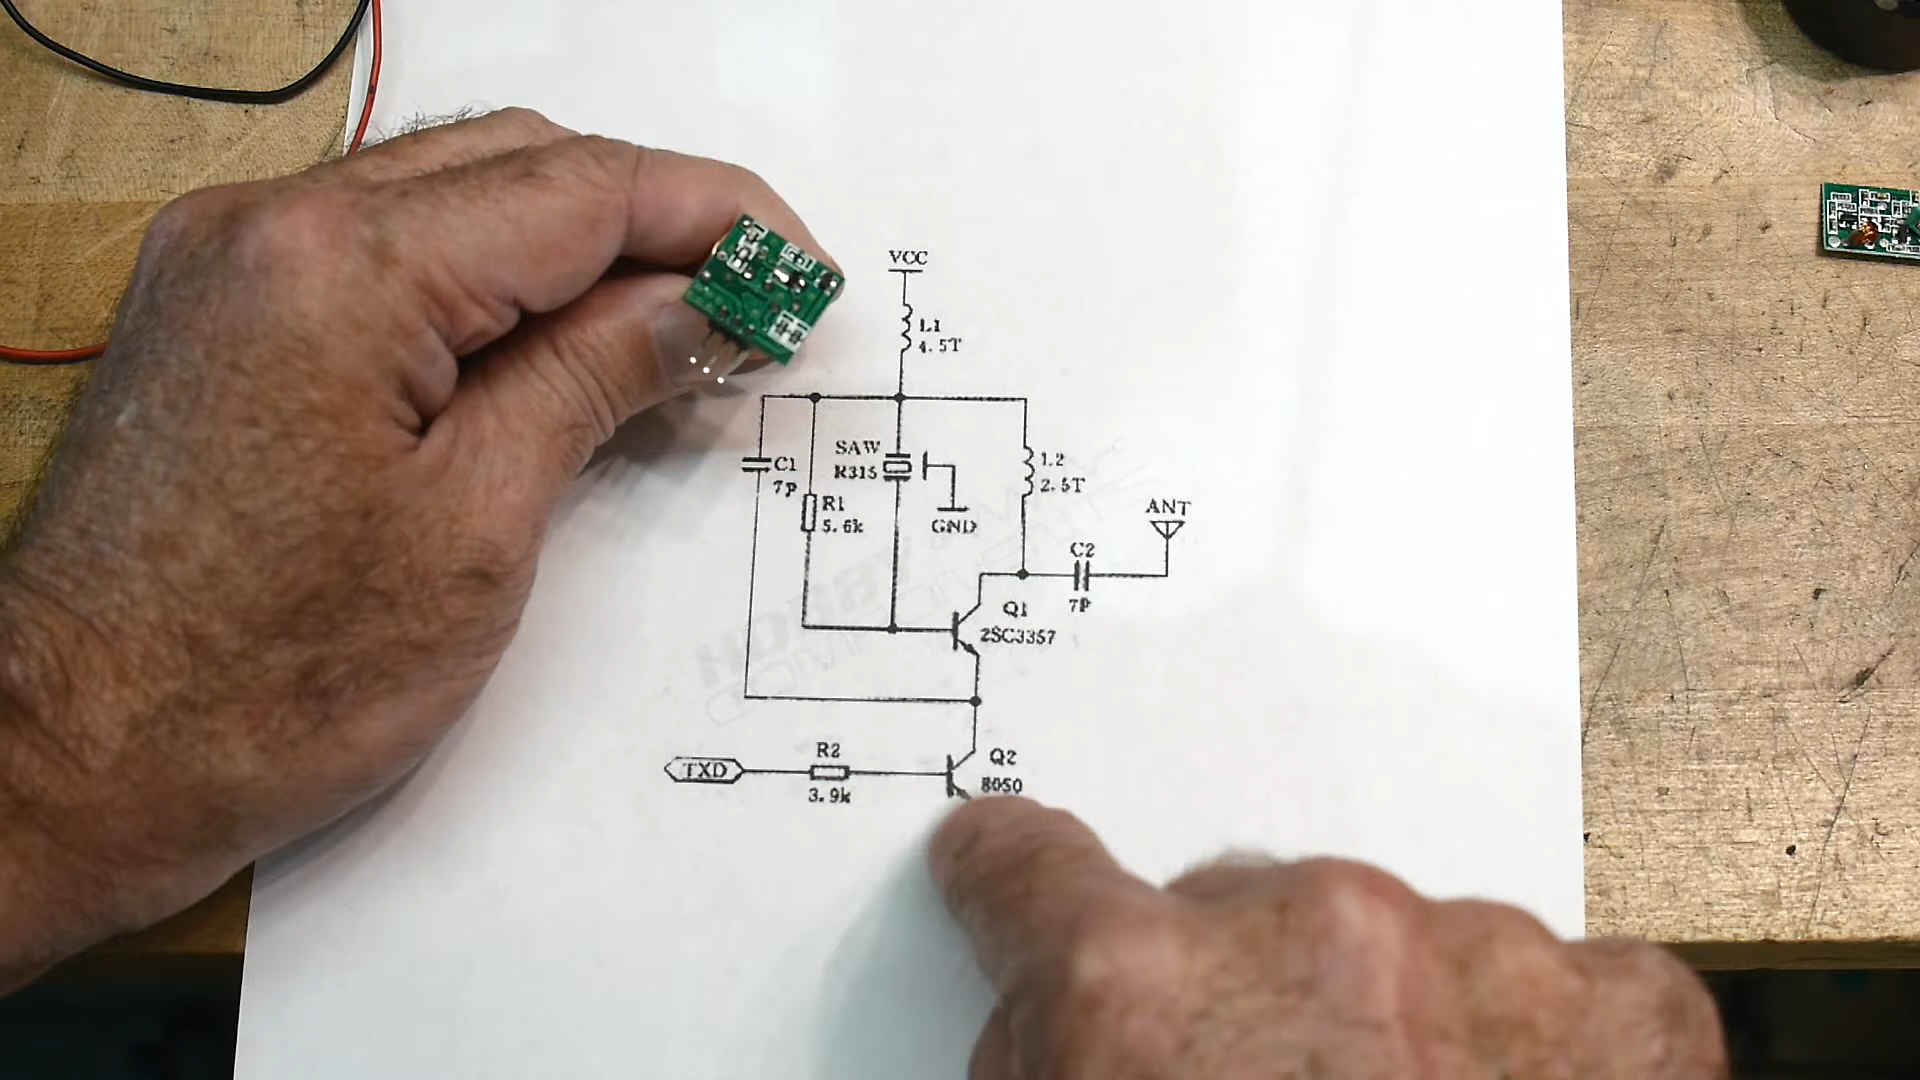 VCC
L1
4.5T
SAW
R315
C1
7p
R1
5.6k
GND
L2
2.5T
ANT
C2
7P
Q1
2SC3357
TXD
R2
3.9k
Q2
8050